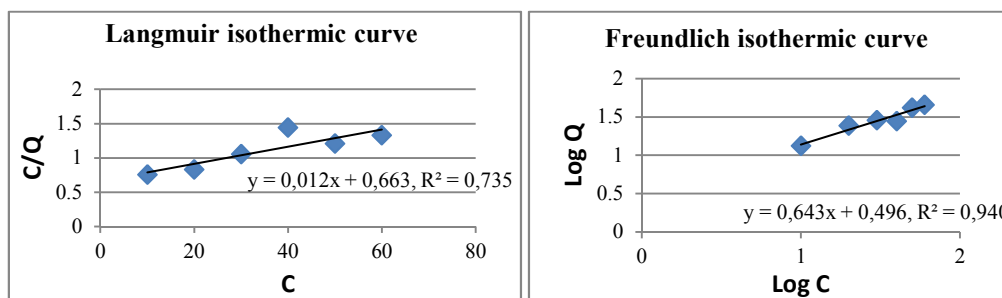 Langmuir isothermic curve
C/Q
2
1.5
1
0.5
0
y = 0,012x + 0,663, R² = 0,735
0 20 40 60 80
C
Freundlich isothermic curve
Log Q
2
1.5
1
0.5
0
y = 0,643x + 0,496, R² = 0,940
0 1 2
Log C